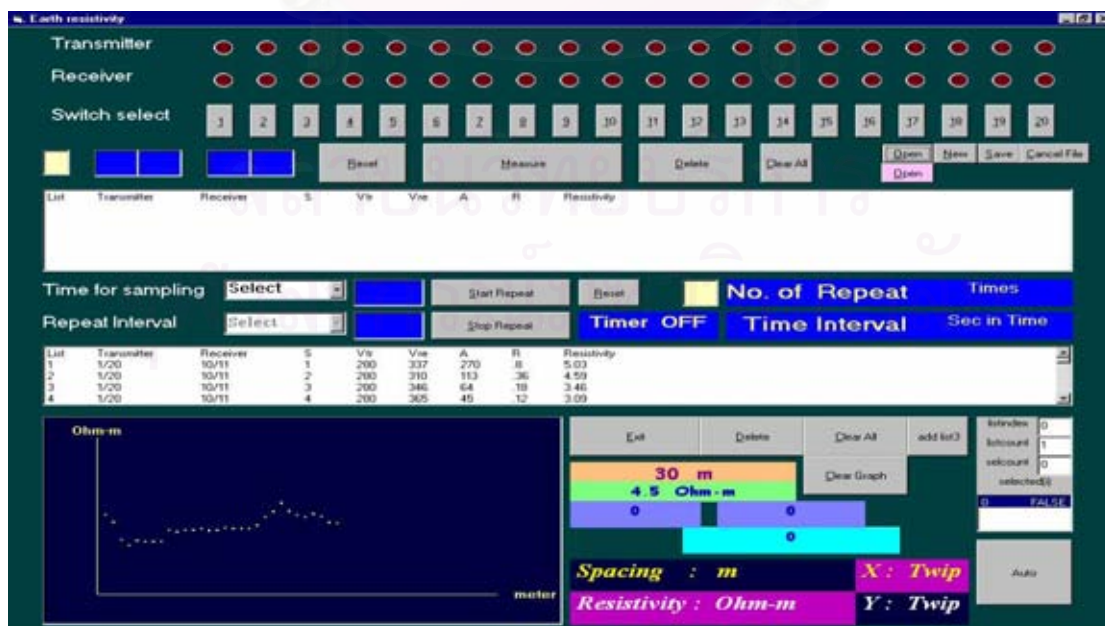 Earth resistivity
Transmitter
Receiver
Switch select 1 2 3 4 5 6 7 8 9 10 11 12 13 14 15 16 17 18 19 20
Reset Measure Delete Clear All Open New Save Cancel File
Open
List Transmitter Receiver S Vtr Vre A R Resistivity
Time for sampling Select Start Repeat Reset No. of Repeat Times
Repeat Interval Select Stop Repeat Timer OFF Time Interval Sec in Time
List Transmitter Receiver S Vtr Vre A R Resistivity
1 1/20 10/11 1 200 337 270 .8 5.03
2 1/20 10/11 2 200 310 113 .36 4.59
3 1/20 10/11 3 200 346 64 .18 3.46
4 1/20 10/11 4 200 365 45 .12 3.09
Ohm-m
meter
Exit Delete Clear All add list3
Clear Graph
30 m
4.5 Ohm-m
0 0
0
Spacing : m X : Twip
Resistivity : Ohm-m Y : Twip
listindex 0
listcount 1
selcount 0
selected(i)
0 FALSE
Auto